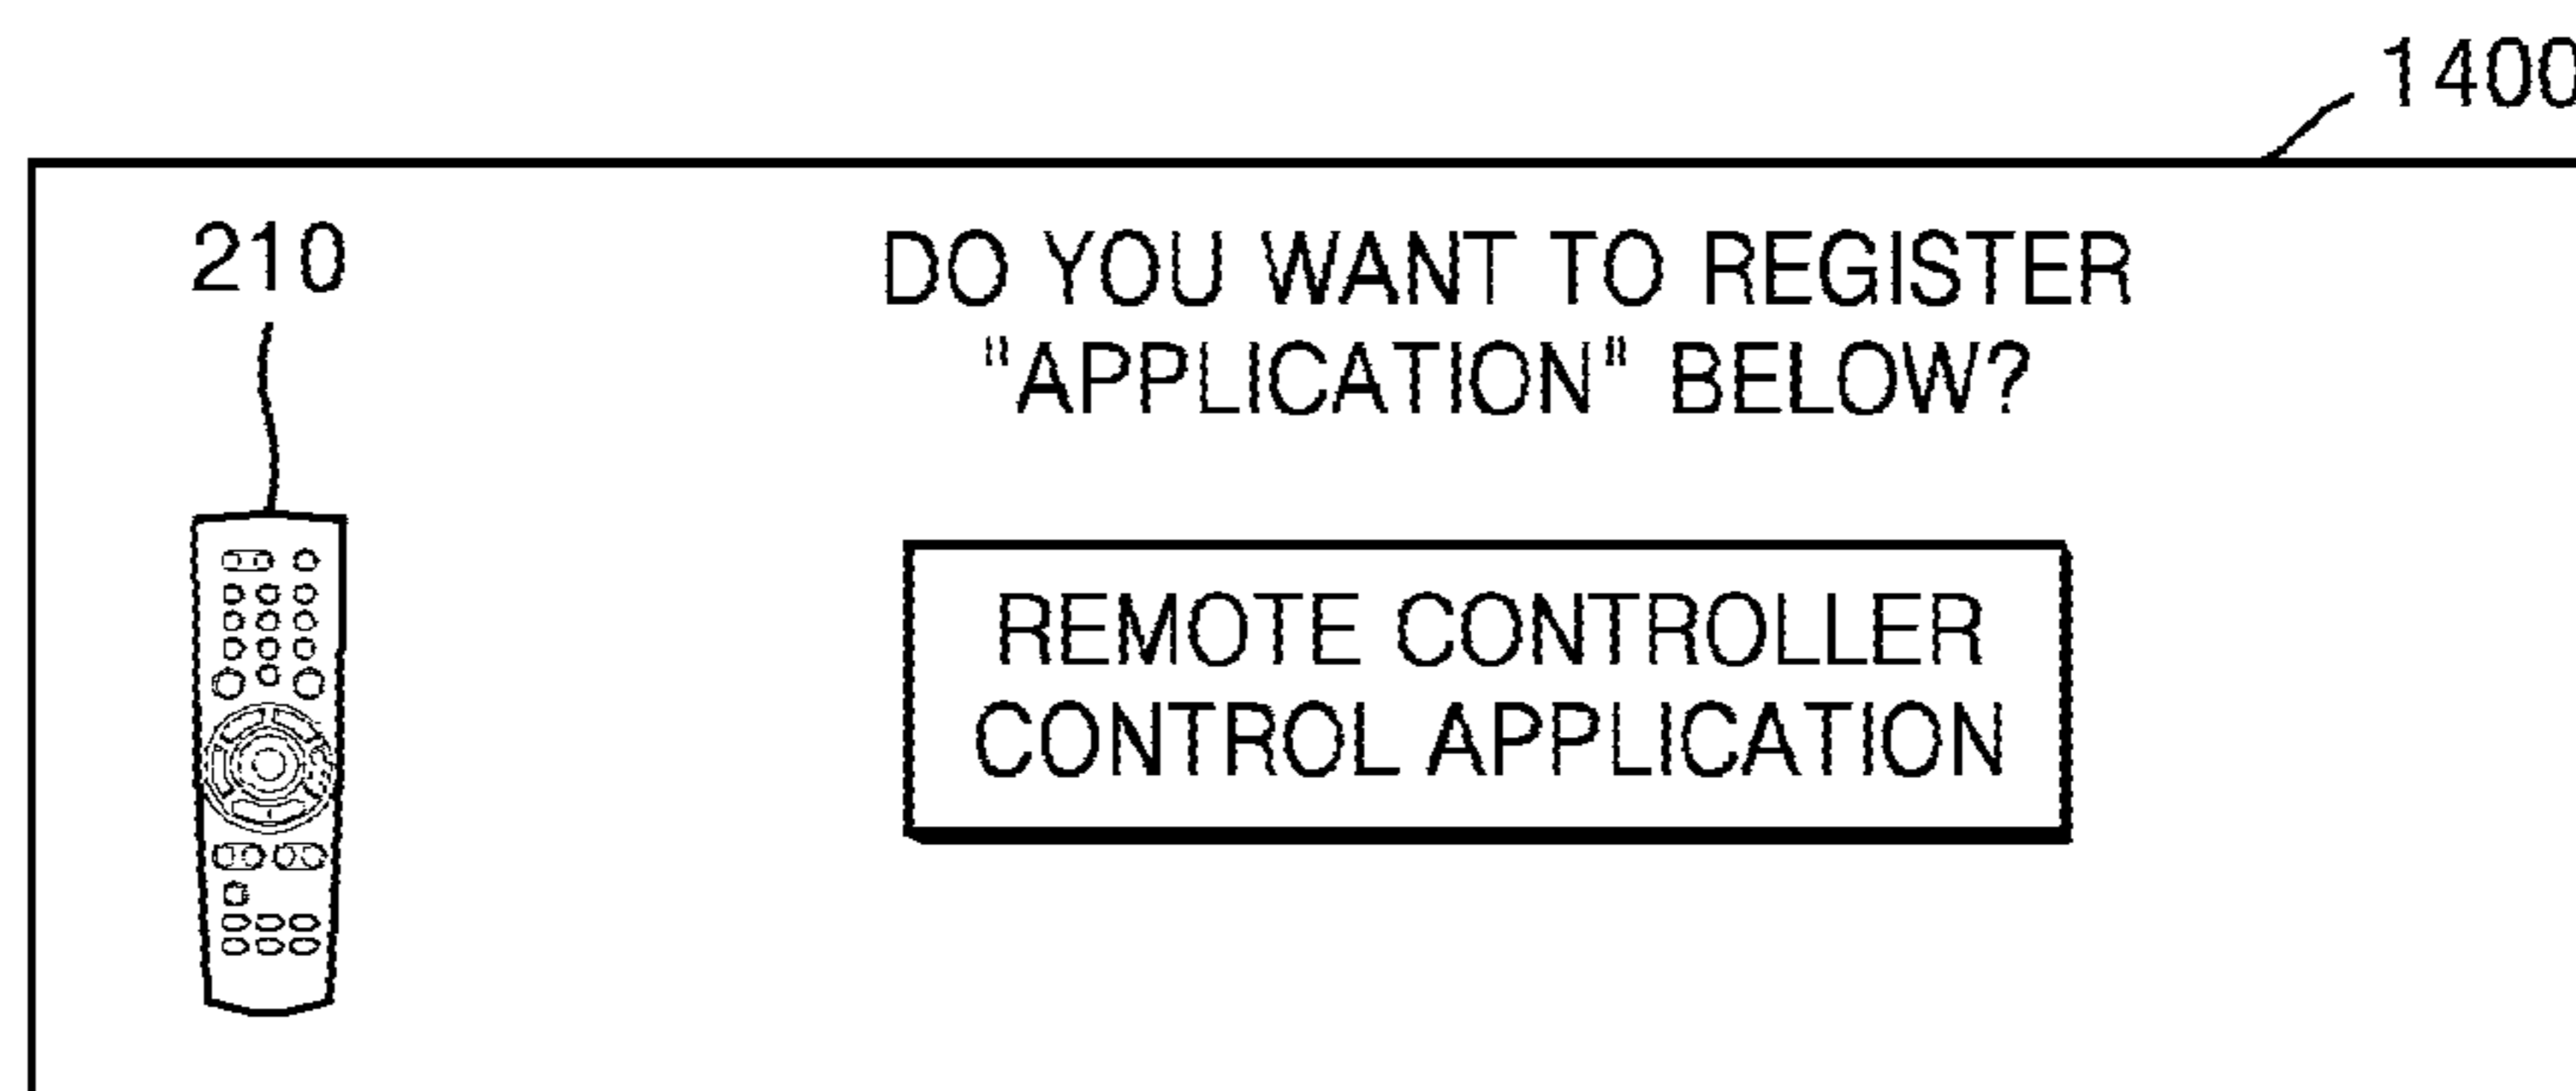 1400
210
DO YOU WANT TO REGISTER
"APPLICATION" BELOW?
REMOTE CONTROLLER
CONTROL APPLICATION